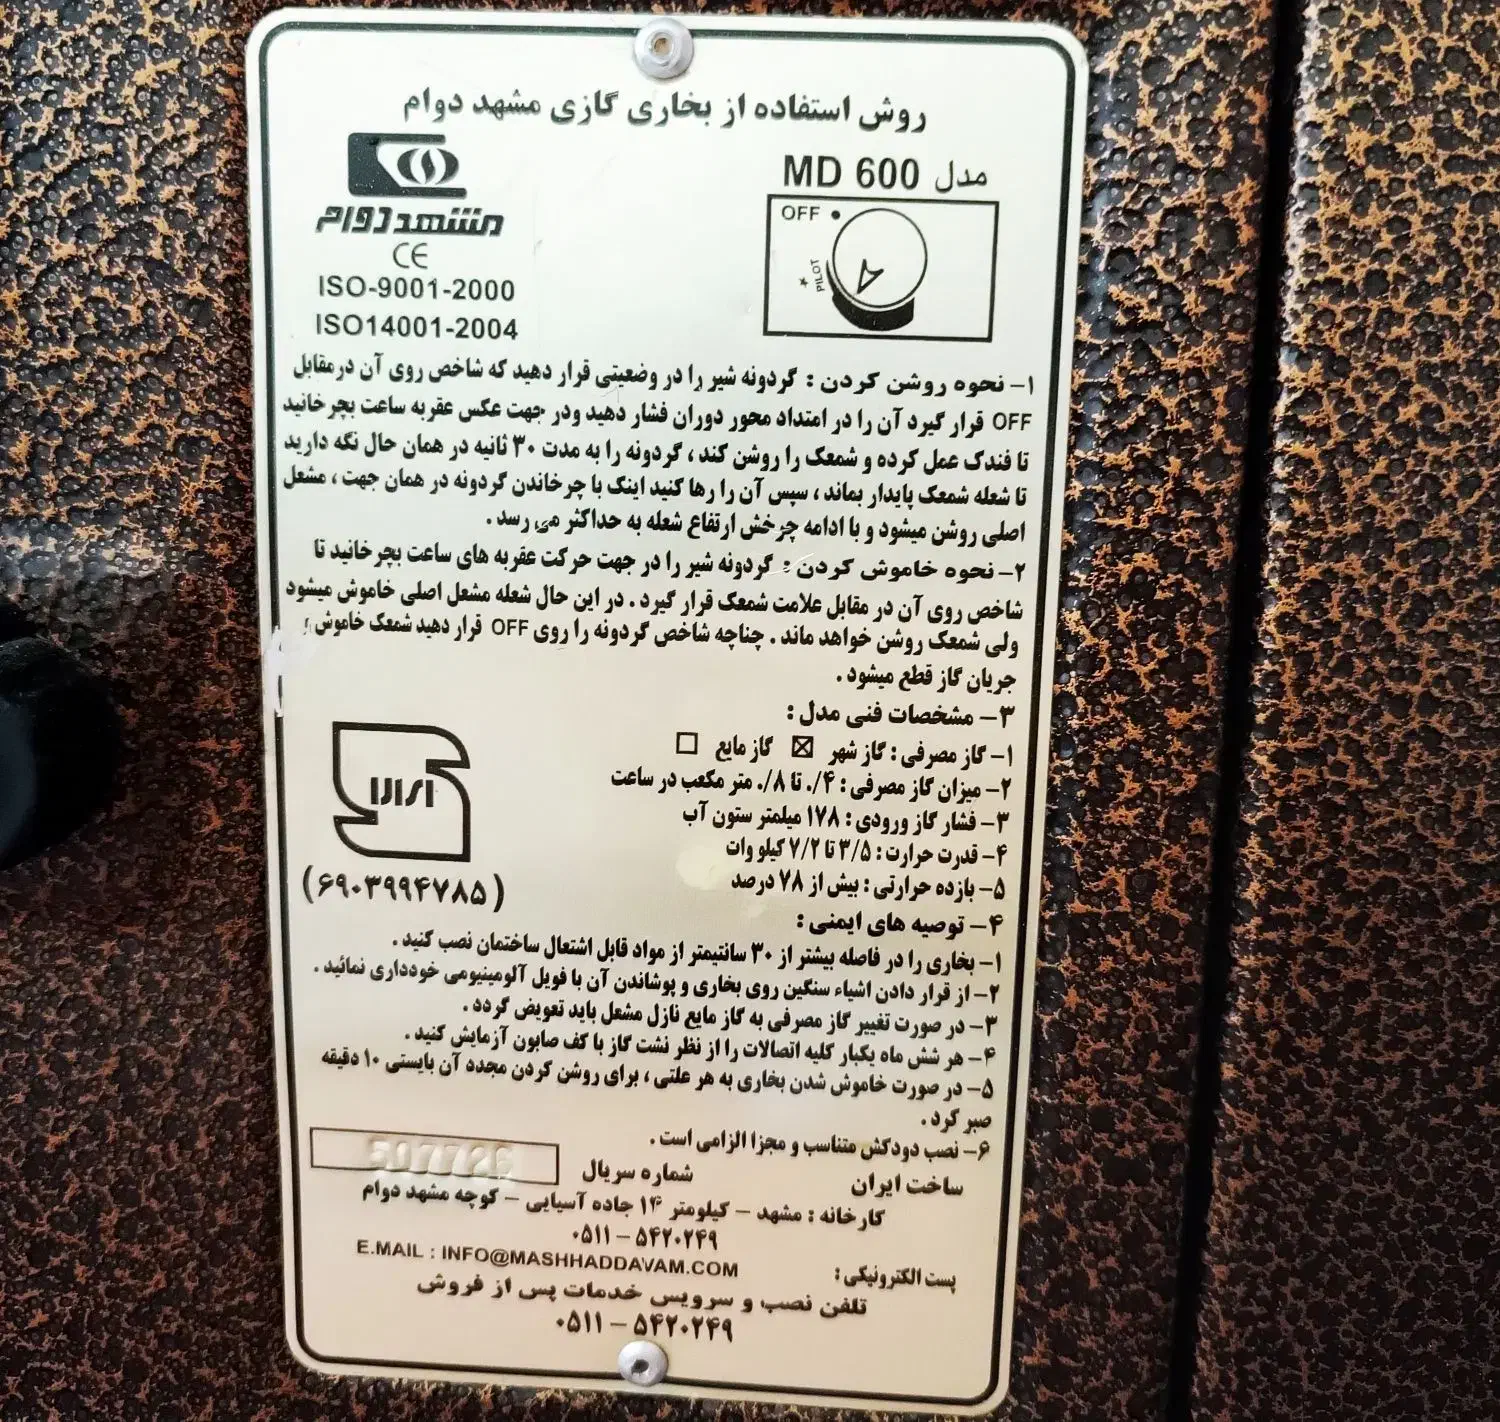 روش استفاده از بخاری گازی مشهد دوام
مدل MD 600
OFF
PILOT
مشهد دوام
CE
ISO-9001-2000
ISO14001-2004
۱- نحوه روشن کردن : گردونه شیر را در وضعیتی قرار دهید که شاخص روی آن درمقابل
OFF قرار گیرد آن را در امتداد محور دوران فشار دهید ودر جهت عکس عقربه ساعت بچرخانید
تا فندک عمل کرده و شمعک را روشن کند ، گردونه را به مدت ۳۰ ثانیه در همان حال نگه دارید
تا شعله شمعک پایدار بماند ، سپس آن را رها کنید اینک با چرخاندن گردونه در همان جهت ، مشعل
اصلی روشن میشود و با ادامه چرخش ارتفاع شعله به حداکثر می رسد .
۲- نحوه خاموش کردن : گردونه شیر را در جهت حرکت عقربه های ساعت بچرخانید تا
شاخص روی آن در مقابل علامت شمعک قرار گیرد . در این حال شعله مشعل اصلی خاموش میشود
ولی شمعک روشن خواهد ماند . چناچه شاخص گردونه را روی OFF قرار دهید شمعک خاموش و
جریان گاز قطع میشود .
۳- مشخصات فنی مدل :
۱- گاز مصرفی : گاز شهر ☒ گاز مایع ☐
۲- میزان گاز مصرفی : ۰/۴ تا ۰/۸ متر مکعب در ساعت
۳- فشار گاز ورودی : ۱۷۸ میلمتر ستون آب
۴- قدرت حرارت : ۳/۵ تا ۷/۲ کیلو وات
۵- بازده حرارتی : بیش از ۷۸ درصد
(۶۹۰۳۹۹۴۷۸۵)
۴- توصیه های ایمنی :
۱- بخاری را در فاصله بیشتر از ۳۰ سانتیمتر از مواد قابل اشتعال ساختمان نصب کنید .
۲- از قرار دادن اشیاء سنگین روی بخاری و پوشاندن آن با فویل آلومینیومی خودداری نمائید .
۳- در صورت تغییر گاز مصرفی به گاز مایع نازل مشعل باید تعویض گردد .
۴- هر شش ماه یکبار کلیه اتصالات را از نظر نشت گاز با کف صابون آزمایش کنید .
۵- در صورت خاموش شدن بخاری به هر علتی ، برای روشن کردن مجدد آن بایستی ۱۰ دقیقه
صبر کرد .
۶- نصب دودکش متناسب و مجزا الزامی است .
ساخت ایران شماره سریال
کارخانه : مشهد – کیلومتر ۱۴ جاده آسیایی – کوچه مشهد دوام
۰۵۱۱ – ۵۴۲۰۲۴۹
پست الکترونیکی : E.MAIL : INFO@MASHHADDAVAM.COM
تلفن نصب و سرویس خدمات پس از فروش
۰۵۱۱ – ۵۴۲۰۲۴۹